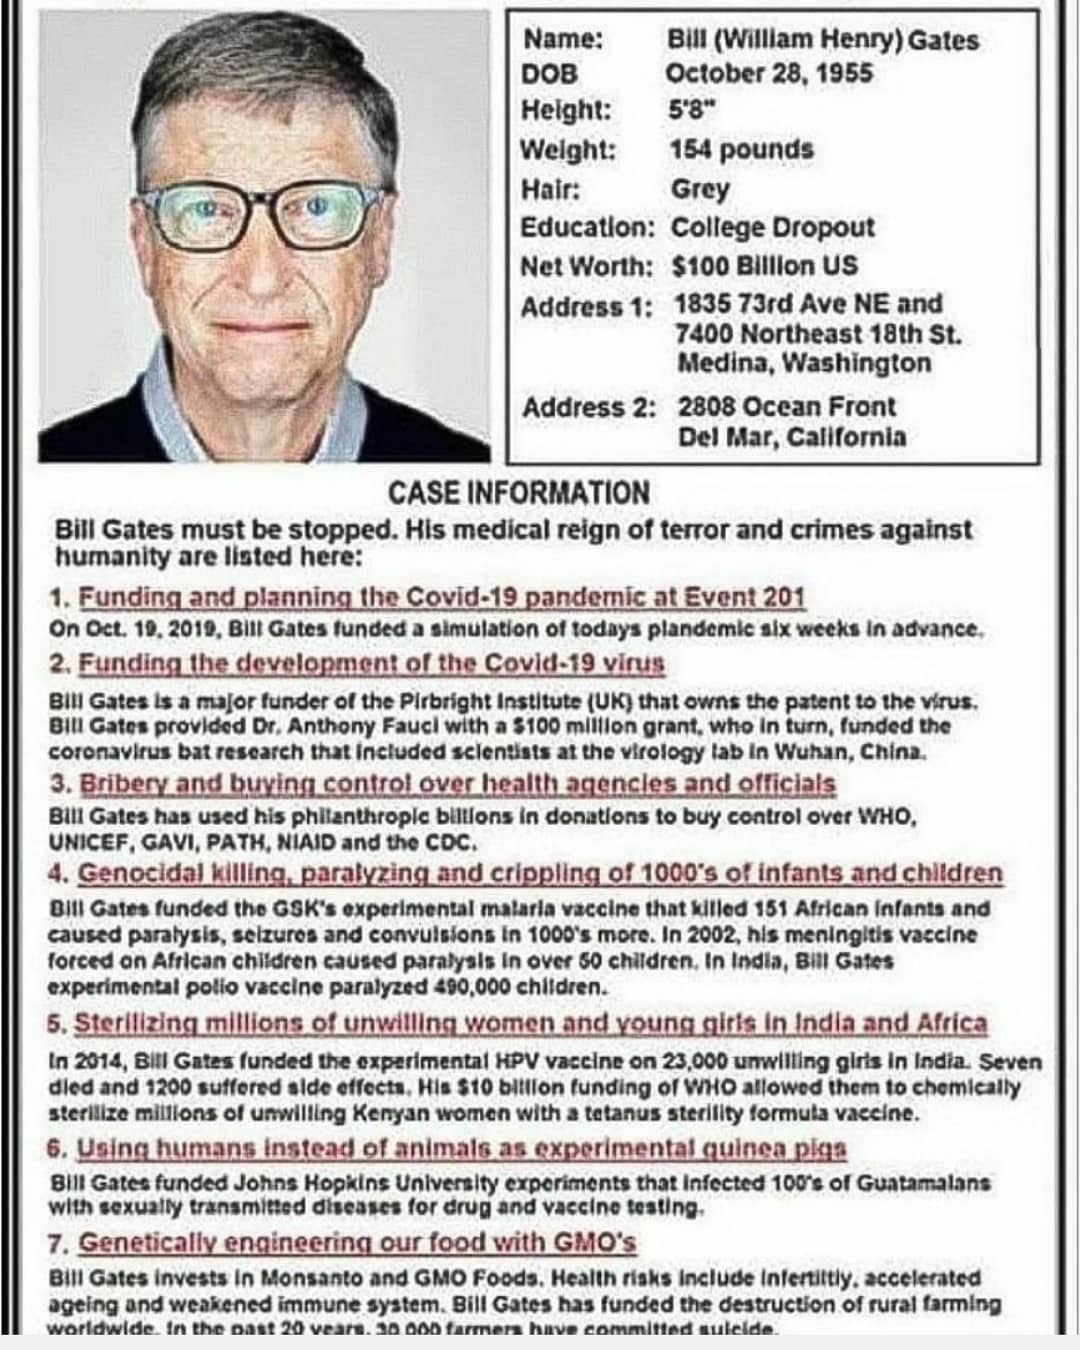 Name: Bill (William Henry) Gates
DOB October 28, 1955
Height: 5'8"
Weight: 154 pounds
Hair: Grey
Education: College Dropout
Net Worth: $100 Billion US
Address 1: 1835 73rd Ave NE and
7400 Northeast 18th St.
Medina, Washington
Address 2: 2808 Ocean Front
Del Mar, California
CASE INFORMATION
Bill Gates must be stopped. His medical reign of terror and crimes against
humanity are listed here:
1. Funding and planning the Covid-19 pandemic at Event 201
On Oct. 19, 2019, Bill Gates funded a simulation of todays plandemic six weeks in advance.
2. Funding the development of the Covid-19 virus
Bill Gates is a major funder of the Pirbright Institute (UK) that owns the patent to the virus.
Bill Gates provided Dr. Anthony Fauci with a $100 million grant, who in turn, funded the
coronavirus bat research that included scientists at the virology lab in Wuhan, China.
3. Bribery and buying control over health agencies and officials
Bill Gates has used his philanthropic billions in donations to buy control over WHO,
UNICEF, GAVI, PATH, NIAID and the CDC.
4. Genocidal killing, paralyzing and crippling of 1000's of infants and children
Bill Gates funded the GSK's experimental malaria vaccine that killed 151 African infants and
caused paralysis, seizures and convulsions in 1000's more. In 2002, his meningitis vaccine
forced on African children caused paralysis in over 50 children. In India, Bill Gates
experimental polio vaccine paralyzed 490,000 children.
5. Sterilizing millions of unwilling women and young girls in India and Africa
In 2014, Bill Gates funded the experimental HPV vaccine on 23,000 unwilling girls in India. Seven
died and 1200 suffered side effects. His $10 billion funding of WHO allowed them to chemically
sterilize millions of unwilling Kenyan women with a tetanus sterility formula vaccine.
6. Using humans instead of animals as experimental guinea pigs
Bill Gates funded Johns Hopkins University experiments that infected 100's of Guatamalans
with sexually transmitted diseases for drug and vaccine testing.
7. Genetically engineering our food with GMO's
Bill Gates invests in Monsanto and GMO Foods. Health risks include infertiltiy, accelerated
ageing and weakened immune system. Bill Gates has funded the destruction of rural farming
worldwide. In the past 20 years, 30,000 farmers have committed suicide.